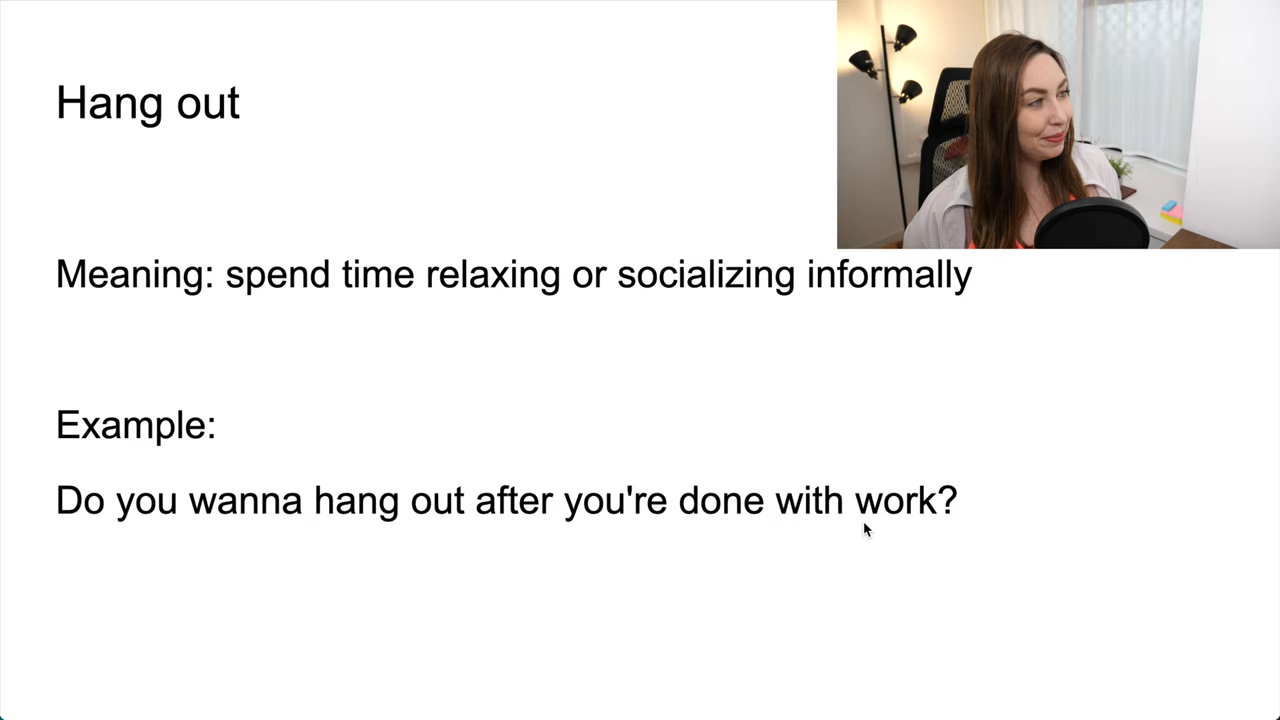 Hang out
Meaning: spend time relaxing or socializing informally
Example:
Do you wanna hang out after you're done with work?